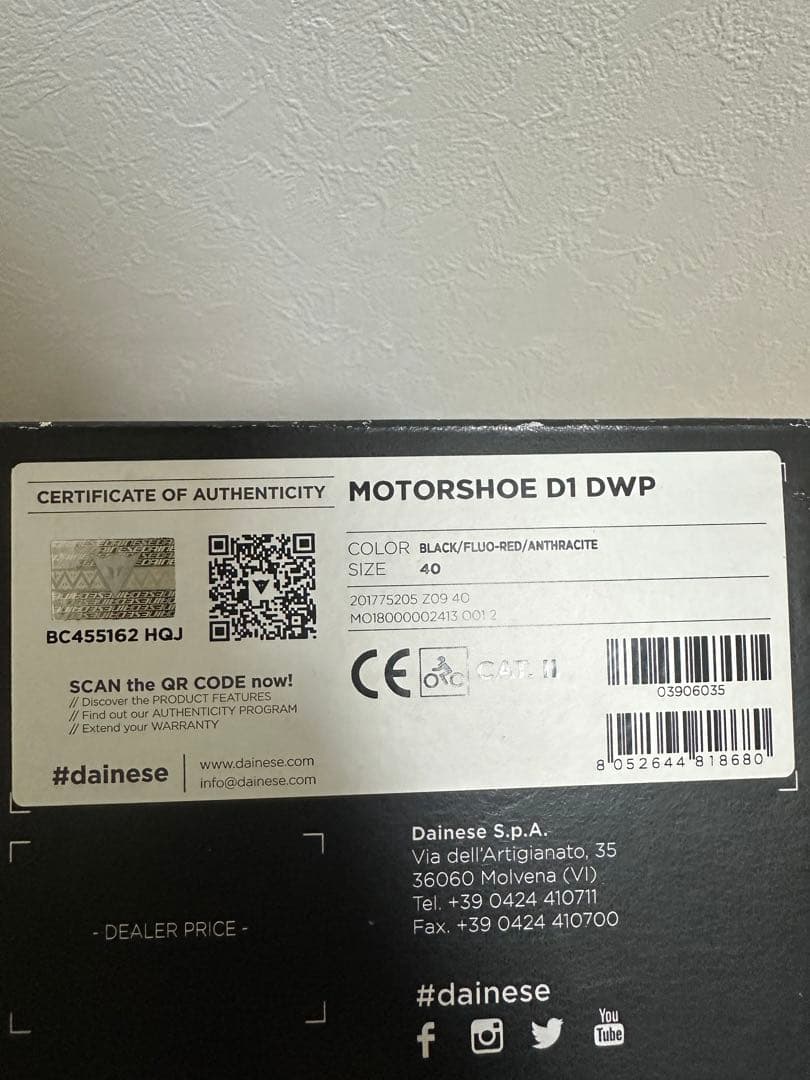 CERTIFICATE OF AUTHENTICITY
BC455162 HQJ
SCAN the QR CODE now!
// Discover the PRODUCT FEATURES
// Find out our AUTHENTICITY PROGRAM
// Extend your WARRANTY
#dainese
www.dainese.com
info@dainese.com
MOTORSHOE D1 DWP
COLOR BLACK/FLUO-RED/ANTHRACITE
SIZE 40
201775205 Z09 40
MO18000002413 001 2
CE
CAT. II
03906035
8 052644 818680
- DEALER PRICE -
Dainese S.p.A.
Via dell'Artigianato, 35
36060 Molvena (VI)
Tel. +39 0424 410711
Fax. +39 0424 410700
#dainese
f
You
Tube